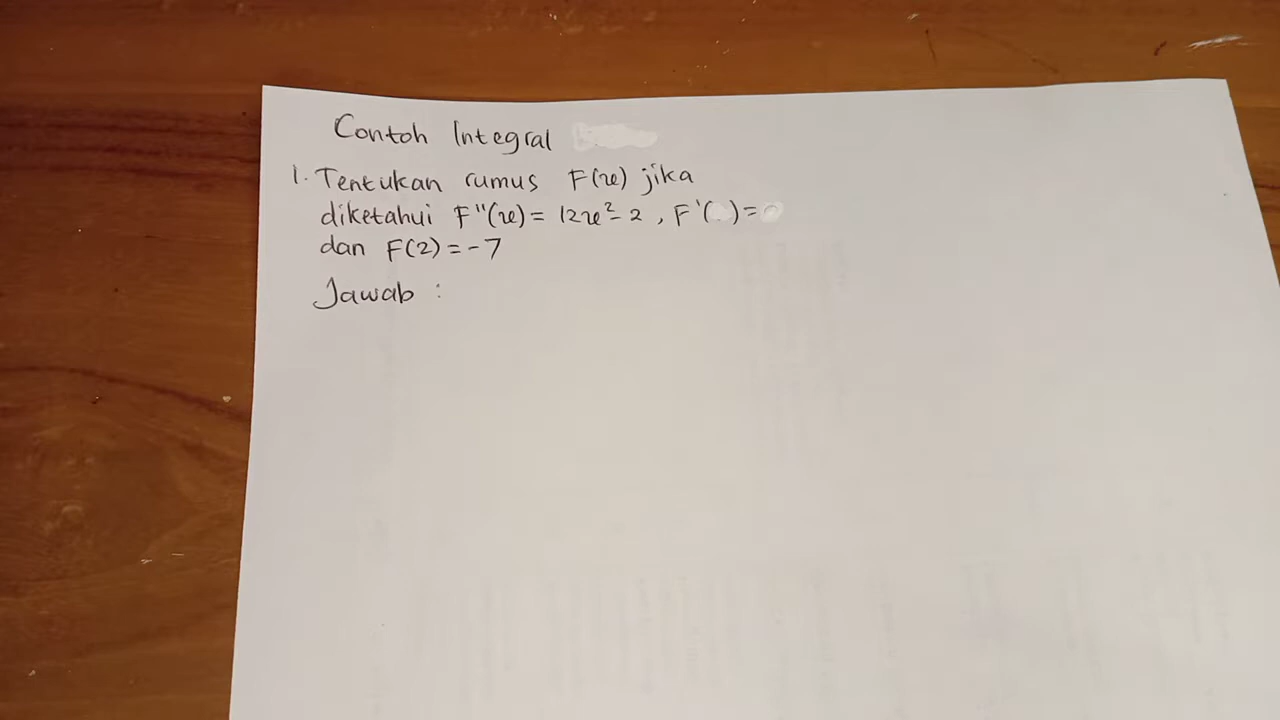 Contoh Integral
1. Tentukan rumus F(x) jika
diketahui F"(x) = 12x² - 2 , F'( ) =
dan F(2) = -7
Jawab :